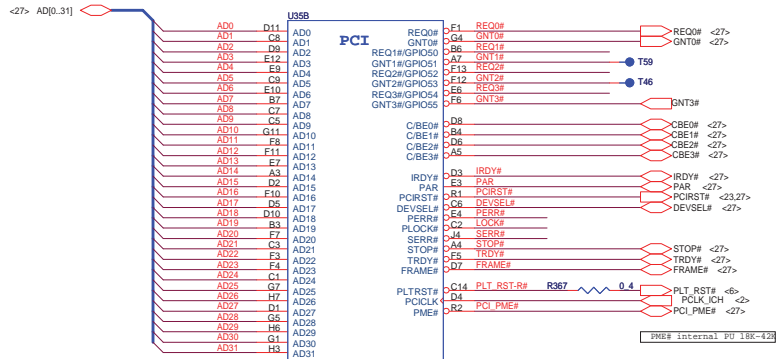 <27> AD[0..31]
U35B
PCI
AD0 D11 AD0 REQ0# F1 REQ0# REQ0# <27>
AD1 C8 AD1 GNT0# G4 GNT0# GNT0# <27>
AD2 D9 AD2 REQ1#/GPIO50 B6 REQ1#
AD3 E12 AD3 GNT1#/GPIO51 A7 GNT1# T59
AD4 E9 AD4 REQ2#/GPIO52 F13 REQ2#
AD5 C9 AD5 GNT2#/GPIO53 F12 GNT2# T46
AD6 E10 AD6 REQ3#/GPIO54 E6 REQ3#
AD7 B7 AD7 GNT3#/GPIO55 F6 GNT3# GNT3#
AD8 C7 AD8
AD9 C5 AD9 C/BE0# D8 CBE0# <27>
AD10 G11 AD10 C/BE1# B4 CBE1# <27>
AD11 F8 AD11 C/BE2# D6 CBE2# <27>
AD12 F11 AD12 C/BE3# A5 CBE3# <27>
AD13 E7 AD13
AD14 A3 AD14 IRDY# D3 IRDY# IRDY# <27>
AD15 D2 AD15 PAR E3 PAR PAR <27>
AD16 F10 AD16 PCIRST# R1 PCIRST# PCIRST# <23,27>
AD17 D5 AD17 DEVSEL# C6 DEVSEL# DEVSEL# <27>
AD18 D10 AD18 PERR# E4 PERR#
AD19 B3 AD19 PLOCK# C2 LOCK#
AD20 F7 AD20 SERR# J4 SERR#
AD21 C3 AD21 STOP# A4 STOP# STOP# <27>
AD22 F3 AD22 TRDY# F5 TRDY# TRDY# <27>
AD23 F4 AD23 FRAME# D7 FRAME# FRAME# <27>
AD24 C1 AD24
AD25 G7 AD25 PLTRST# C14 PLT_RST-R# R367 0_4 PLT_RST# <6>
AD26 H7 AD26 PCICLK D4 PCLK_ICH <2>
AD27 D1 AD27 PME# R2 PCI_PME# PCI_PME# <27>
AD28 G5 AD28
AD29 H6 AD29
AD30 G1 AD30
AD31 H3 AD31
PME# internal PU 18K-42K